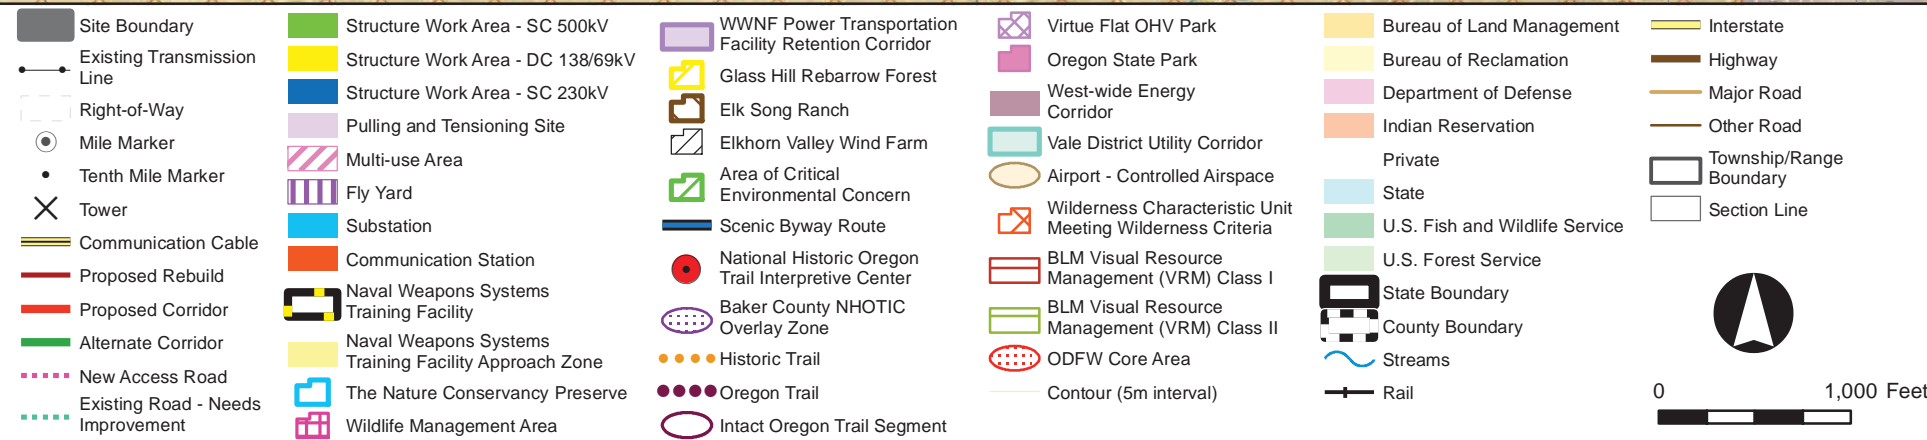 Site Boundary
Existing Transmission
Line
Right-of-Way
Mile Marker
Tenth Mile Marker
Tower
Communication Cable
Proposed Rebuild
Proposed Corridor
Alternate Corridor
New Access Road
Existing Road - Needs
Improvement
Structure Work Area - SC 500kV
Structure Work Area - DC 138/69kV
Structure Work Area - SC 230kV
Pulling and Tensioning Site
Multi-use Area
Fly Yard
Substation
Communication Station
Naval Weapons Systems
Training Facility
Naval Weapons Systems
Training Facility Approach Zone
The Nature Conservancy Preserve
Wildlife Management Area
WWNF Power Transportation
Facility Retention Corridor
Glass Hill Rebarrow Forest
Elk Song Ranch
Elkhorn Valley Wind Farm
Area of Critical
Environmental Concern
Scenic Byway Route
National Historic Oregon
Trail Interpretive Center
Baker County NHOTIC
Overlay Zone
Historic Trail
Oregon Trail
Intact Oregon Trail Segment
Virtue Flat OHV Park
Oregon State Park
West-wide Energy
Corridor
Vale District Utility Corridor
Airport - Controlled Airspace
Wilderness Characteristic Unit
Meeting Wilderness Criteria
BLM Visual Resource
Management (VRM) Class I
BLM Visual Resource
Management (VRM) Class II
ODFW Core Area
Contour (5m interval)
Bureau of Land Management
Bureau of Reclamation
Department of Defense
Indian Reservation
Private
State
U.S. Fish and Wildlife Service
U.S. Forest Service
State Boundary
County Boundary
Streams
Rail
Interstate
Highway
Major Road
Other Road
Township/Range
Boundary
Section Line
0 1,000 Feet